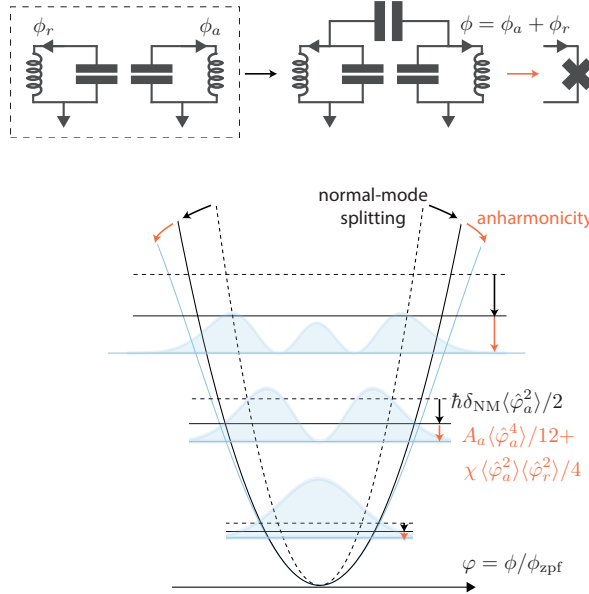 ϕ_r
ϕ_a
ϕ = ϕ_a + ϕ_r
normal-mode
splitting
anharmonicity
ħδ_NM⟨φ̂_a^2⟩/2
A_a⟨φ̂_a^4⟩/12+
χ⟨φ̂_a^2⟩⟨φ̂_r^2⟩/4
φ = ϕ/ϕ_zpf